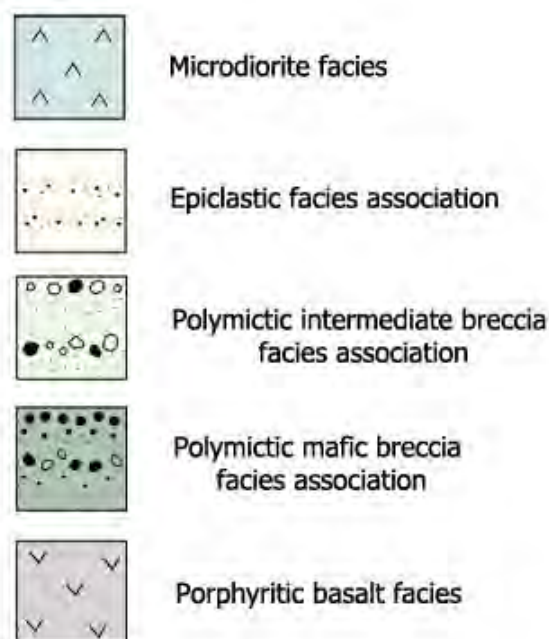 Microdiorite facies
Epiclastic facies association
Polymictic intermediate breccia
facies association
Polymictic mafic breccia
facies association
Porphyritic basalt facies